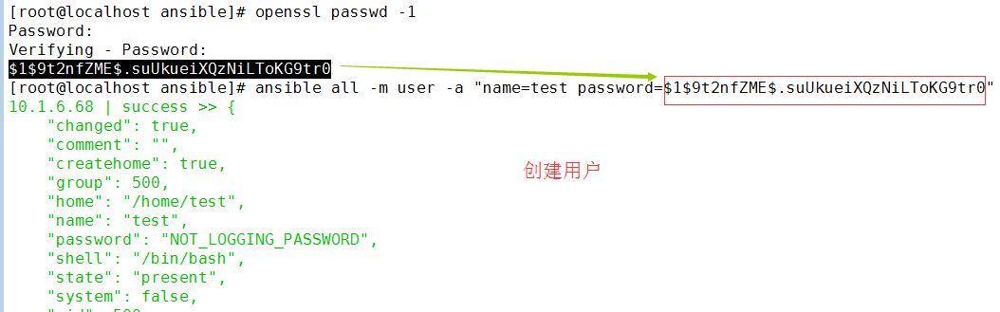 [root@localhost ansible]# openssl passwd -1
Password:
Verifying - Password:
$1$9t2nfZME$.suUkueiXQzNiLToKG9tr0
[root@localhost ansible]# ansible all -m user -a "name=test password=$1$9t2nfZME$.suUkueiXQzNiLToKG9tr0"
10.1.6.68 | success >> {
    "changed": true,
    "comment": "",
    "createhome": true,
    "group": 500,
创建用户
    "home": "/home/test",
    "name": "test",
    "password": "NOT_LOGGING_PASSWORD",
    "shell": "/bin/bash",
    "state": "present",
    "system": false,